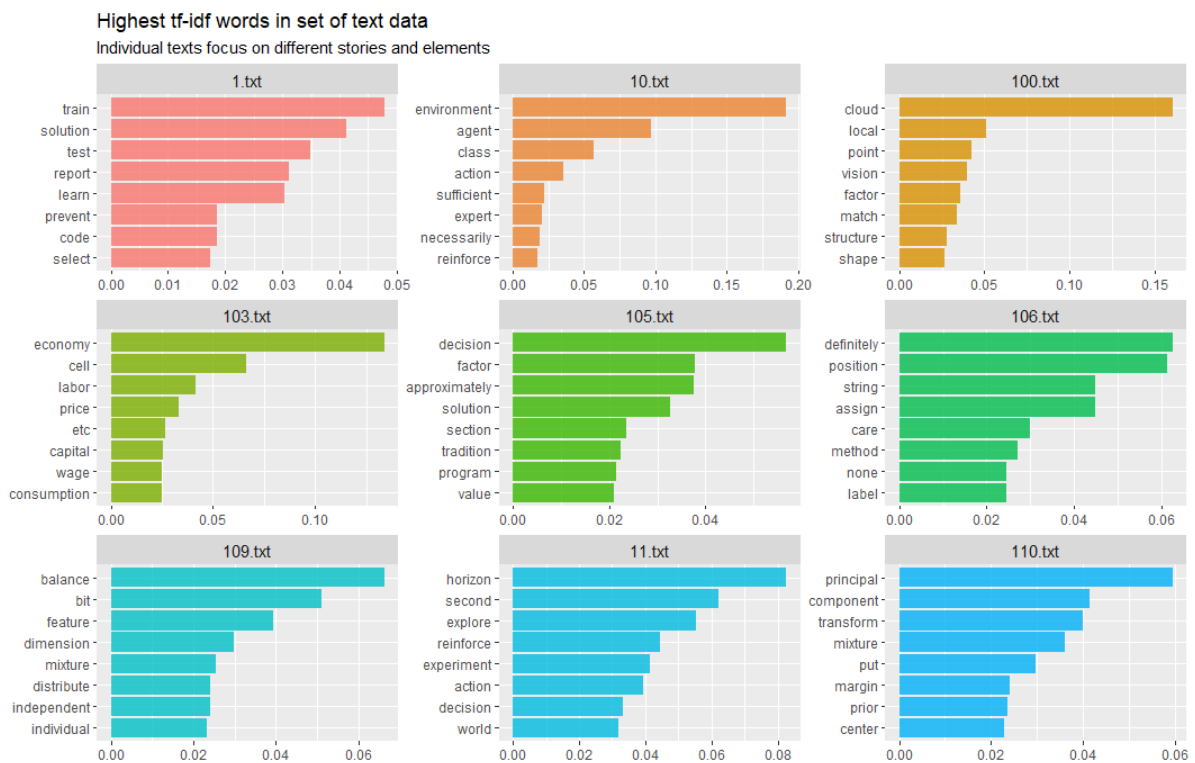 Highest tf-idf words in set of text data
Individual texts focus on different stories and elements
1.txt
train
solution
test
report
learn
prevent
code
select
0.00 0.01 0.02 0.03 0.04 0.05
10.txt
environment
agent
class
action
sufficient
expert
necessarily
reinforce
0.00 0.05 0.10 0.15 0.20
100.txt
cloud
local
point
vision
factor
match
structure
shape
0.00 0.05 0.10 0.15
103.txt
economy
cell
labor
price
etc
capital
wage
consumption
0.00 0.05 0.10
105.txt
decision
factor
approximately
solution
section
tradition
program
value
0.00 0.02 0.04
106.txt
definitely
position
string
assign
care
method
none
label
0.00 0.02 0.04 0.06
109.txt
balance
bit
feature
dimension
mixture
distribute
independent
individual
0.00 0.02 0.04 0.06
11.txt
horizon
second
explore
reinforce
experiment
action
decision
world
0.00 0.02 0.04 0.06 0.08
110.txt
principal
component
transform
mixture
put
margin
prior
center
0.00 0.02 0.04 0.06